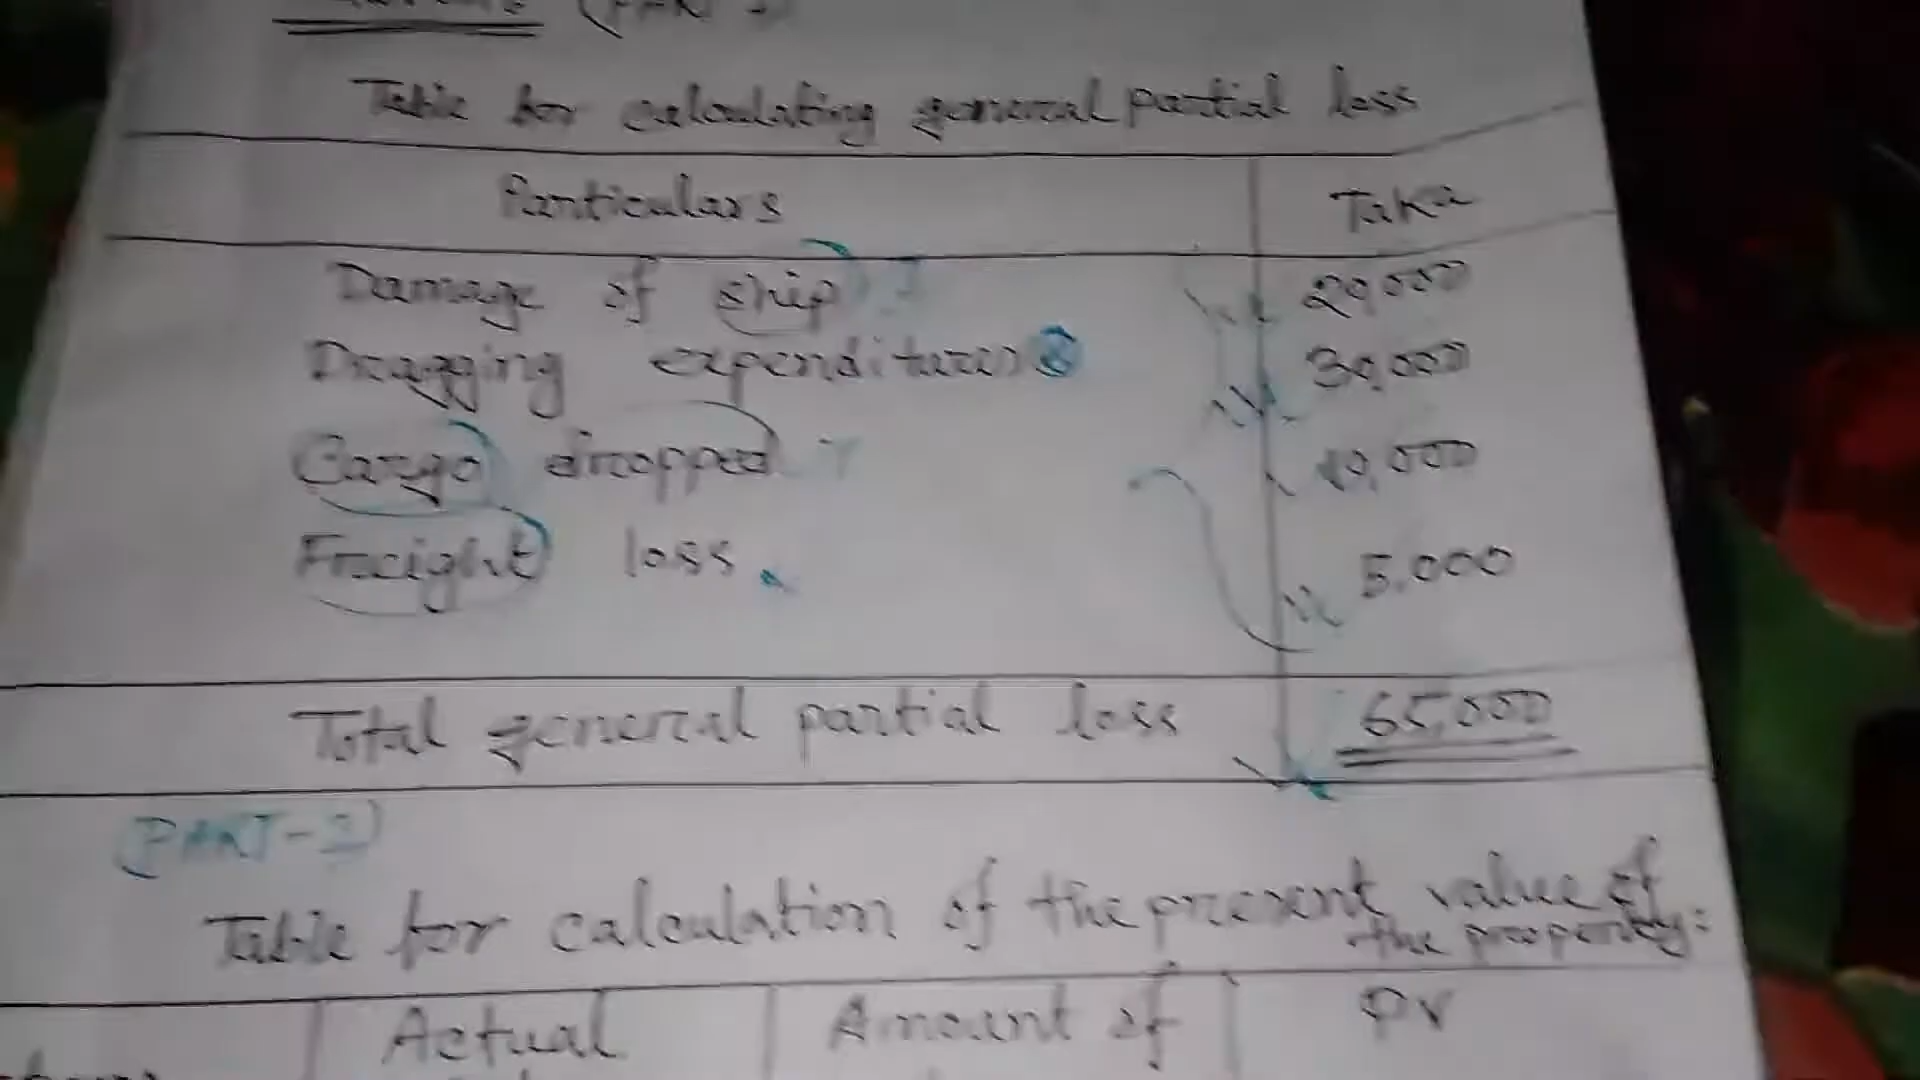 (PART
Table for calculating general partial loss
Particulars Taka
Damage of ship 20,000
Dragging expenditures 30,000
Cargo dropped 10,000
Freight loss 5,000
Total general partial loss 65,000
(PART-2)
Table for calculation of the present value of
the property:
Actual Amount of PV